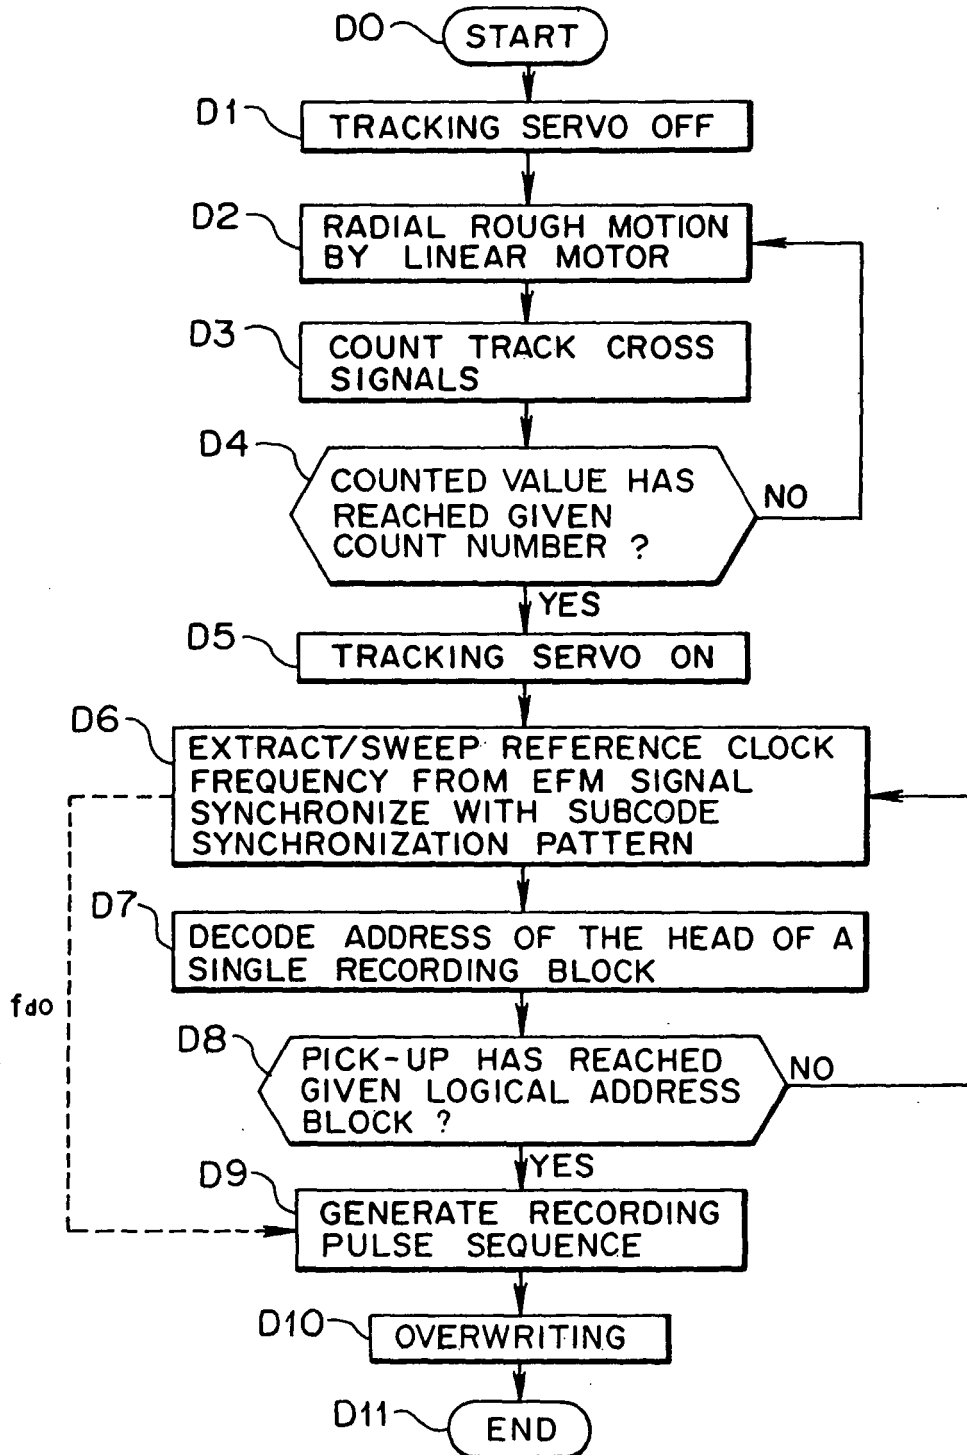 D0
START
D1
TRACKING SERVO OFF
D2
RADIAL ROUGH MOTION
BY LINEAR MOTOR
D3
COUNT TRACK CROSS
SIGNALS
D4
COUNTED VALUE HAS
REACHED GIVEN
COUNT NUMBER ?
NO
YES
D5
TRACKING SERVO ON
D6
EXTRACT/SWEEP REFERENCE CLOCK
FREQUENCY FROM EFM SIGNAL
SYNCHRONIZE WITH SUBCODE
SYNCHRONIZATION PATTERN
D7
DECODE ADDRESS OF THE HEAD OF A
SINGLE RECORDING BLOCK
fdo
D8
PICK-UP HAS REACHED
GIVEN LOGICAL ADDRESS
BLOCK ?
NO
YES
D9
GENERATE RECORDING
PULSE SEQUENCE
D10
OVERWRITING
D11
END